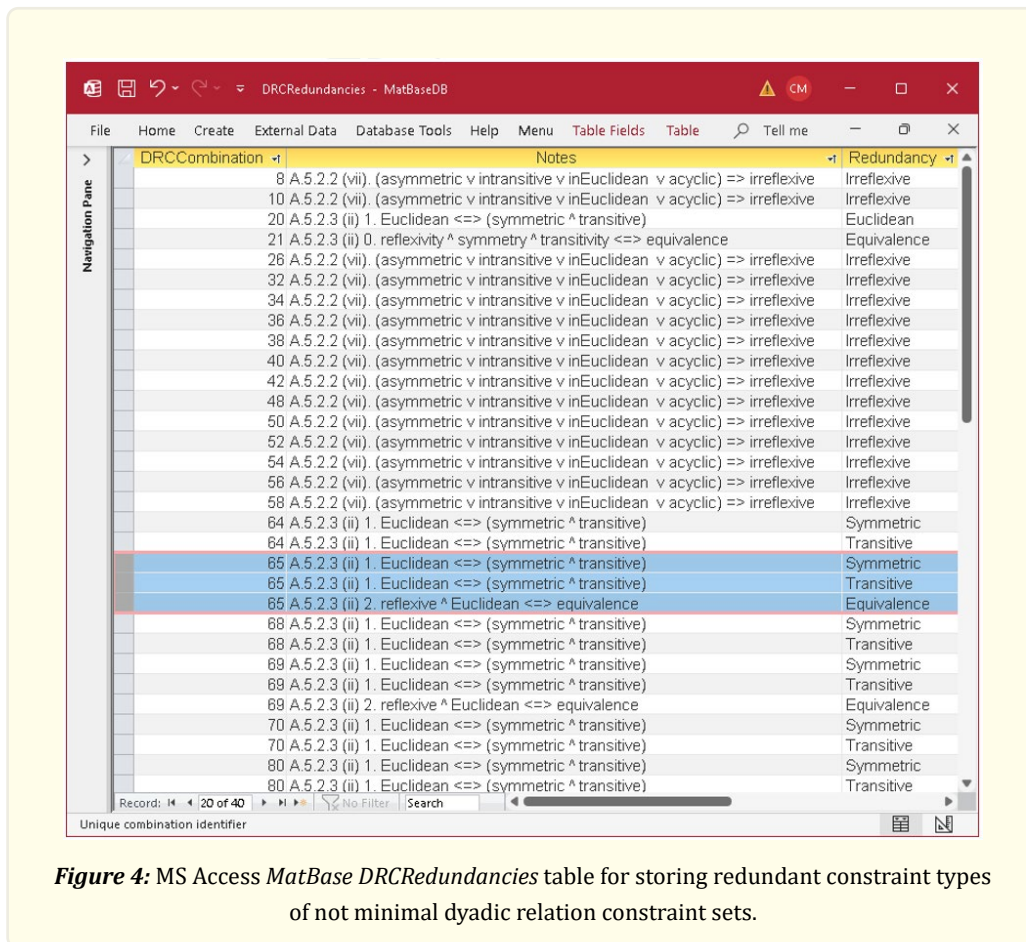 DRCRedundancies - MatBaseDB CM
File Home Create External Data Database Tools Help Menu Table Fields Table Tell me
Navigation Pane
DRCCombination Notes Redundancy
8 A.5.2.2 (vii). (asymmetric v intransitive v inEuclidean v acyclic) => irreflexive Irreflexive
10 A.5.2.2 (vii). (asymmetric v intransitive v inEuclidean v acyclic) => irreflexive Irreflexive
20 A.5.2.3 (ii) 1. Euclidean <=> (symmetric ^ transitive) Euclidean
21 A.5.2.3 (ii) 0. reflexivity ^ symmetry ^ transitivity <=> equivalence Equivalence
26 A.5.2.2 (vii). (asymmetric v intransitive v inEuclidean v acyclic) => irreflexive Irreflexive
32 A.5.2.2 (vii). (asymmetric v intransitive v inEuclidean v acyclic) => irreflexive Irreflexive
34 A.5.2.2 (vii). (asymmetric v intransitive v inEuclidean v acyclic) => irreflexive Irreflexive
36 A.5.2.2 (vii). (asymmetric v intransitive v inEuclidean v acyclic) => irreflexive Irreflexive
38 A.5.2.2 (vii). (asymmetric v intransitive v inEuclidean v acyclic) => irreflexive Irreflexive
40 A.5.2.2 (vii). (asymmetric v intransitive v inEuclidean v acyclic) => irreflexive Irreflexive
42 A.5.2.2 (vii). (asymmetric v intransitive v inEuclidean v acyclic) => irreflexive Irreflexive
48 A.5.2.2 (vii). (asymmetric v intransitive v inEuclidean v acyclic) => irreflexive Irreflexive
50 A.5.2.2 (vii). (asymmetric v intransitive v inEuclidean v acyclic) => irreflexive Irreflexive
52 A.5.2.2 (vii). (asymmetric v intransitive v inEuclidean v acyclic) => irreflexive Irreflexive
54 A.5.2.2 (vii). (asymmetric v intransitive v inEuclidean v acyclic) => irreflexive Irreflexive
56 A.5.2.2 (vii). (asymmetric v intransitive v inEuclidean v acyclic) => irreflexive Irreflexive
58 A.5.2.2 (vii). (asymmetric v intransitive v inEuclidean v acyclic) => irreflexive Irreflexive
64 A.5.2.3 (ii) 1. Euclidean <=> (symmetric ^ transitive) Symmetric
64 A.5.2.3 (ii) 1. Euclidean <=> (symmetric ^ transitive) Transitive
65 A.5.2.3 (ii) 1. Euclidean <=> (symmetric ^ transitive) Symmetric
65 A.5.2.3 (ii) 1. Euclidean <=> (symmetric ^ transitive) Transitive
65 A.5.2.3 (ii) 2. reflexive ^ Euclidean <=> equivalence Equivalence
68 A.5.2.3 (ii) 1. Euclidean <=> (symmetric ^ transitive) Symmetric
68 A.5.2.3 (ii) 1. Euclidean <=> (symmetric ^ transitive) Transitive
69 A.5.2.3 (ii) 1. Euclidean <=> (symmetric ^ transitive) Symmetric
69 A.5.2.3 (ii) 1. Euclidean <=> (symmetric ^ transitive) Transitive
69 A.5.2.3 (ii) 2. reflexive ^ Euclidean <=> equivalence Equivalence
70 A.5.2.3 (ii) 1. Euclidean <=> (symmetric ^ transitive) Symmetric
70 A.5.2.3 (ii) 1. Euclidean <=> (symmetric ^ transitive) Transitive
80 A.5.2.3 (ii) 1. Euclidean <=> (symmetric ^ transitive) Symmetric
80 A.5.2.3 (ii) 1. Euclidean <=> (symmetric ^ transitive) Transitive
Record: 20 of 40 No Filter Search
Unique combination identifier
Figure 4: MS Access MatBase DRCRedundancies table for storing redundant constraint types
of not minimal dyadic relation constraint sets.